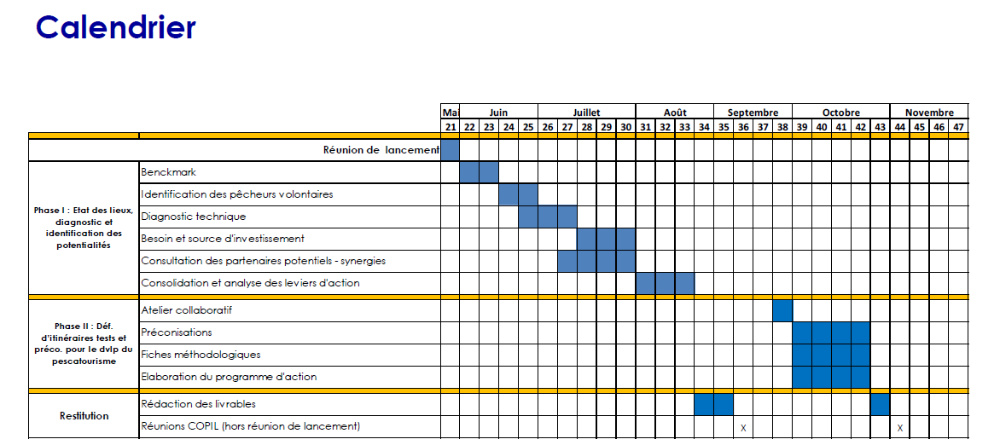 Calendrier
Mai Juin Juillet Août Septembre Octobre Novembre
21 22 23 24 25 26 27 28 29 30 31 32 33 34 35 36 37 38 39 40 41 42 43 44 45 46 47
Réunion de lancement
Phase I : Etat des lieux,
diagnostic et
identification des
potentialités
Benckmark
Identification des pêcheurs volontaires
Diagnostic technique
Besoin et source d'investissement
Consultation des partenaires potentiels - synergies
Consolidation et analyse des leviers d'action
Phase II : Déf.
d'itinéraires tests et
préco. pour le dvlp du
pescatourisme
Atelier collaboratif
Préconisations
Fiches méthodologiques
Elaboration du programme d'action
Restitution
Rédaction des livrables
Réunions COPIL (hors réunion de lancement) X X